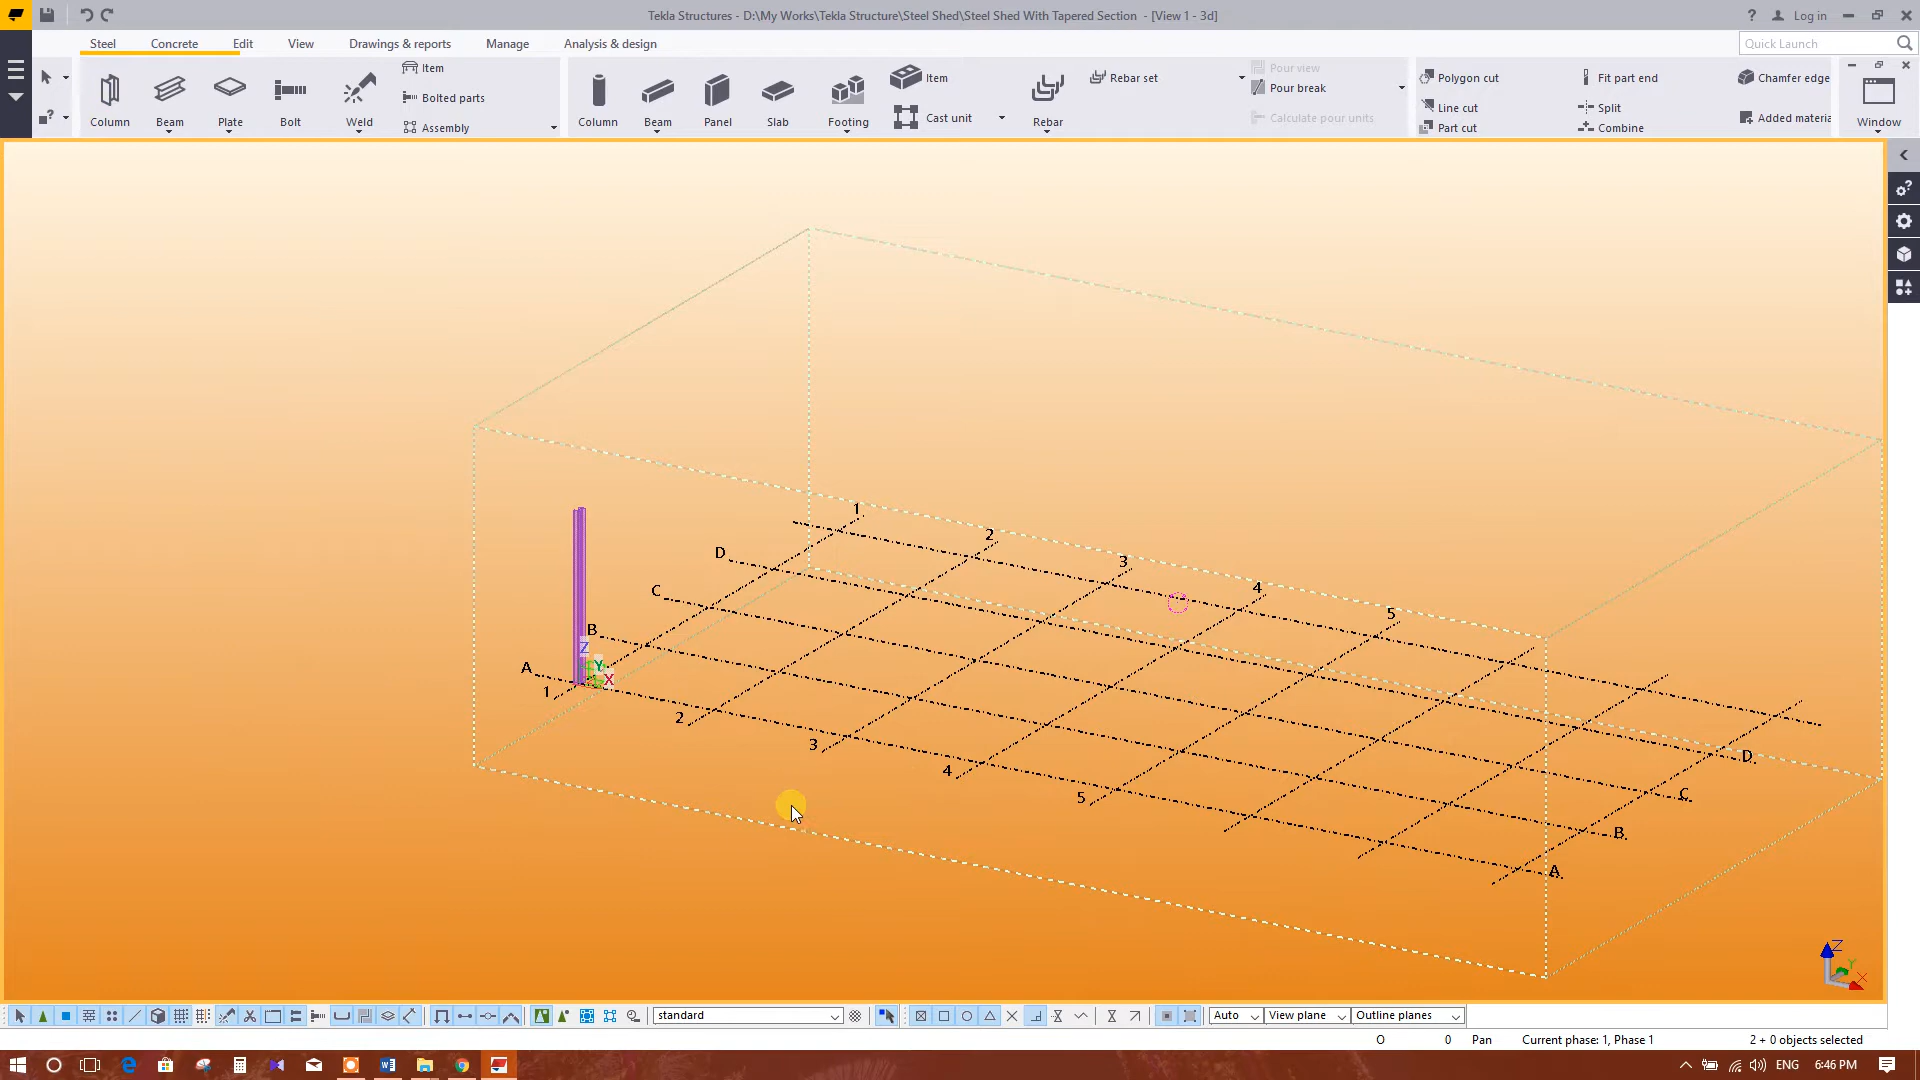 Tekla Structures - D:\My Works\Tekla Structure\Steel Shed\Steel Shed With Tapered Section - [View 1 - 3d]
? Log in
Steel Concrete Edit View Drawings & reports Manage Analysis & design
Quick Launch
Column Beam Plate Bolt Weld
Item
Bolted parts
Assembly
Column Beam Panel Slab Footing
Item
Cast unit
Rebar
Rebar set
Pour view
Pour break
Calculate pour units
Polygon cut
Line cut
Part cut
Fit part end
Split
Combine
Chamfer edge
Added materia
Window
1
2
3
4
5
D
C
B
A
Z
Y
X
1
2
3
4
5
D
C
B
A
Z
Y
X
standard
Auto View plane Outline planes
O 0 Pan Current phase: 1, Phase 1 2 + 0 objects selected
ENG 6:46 PM